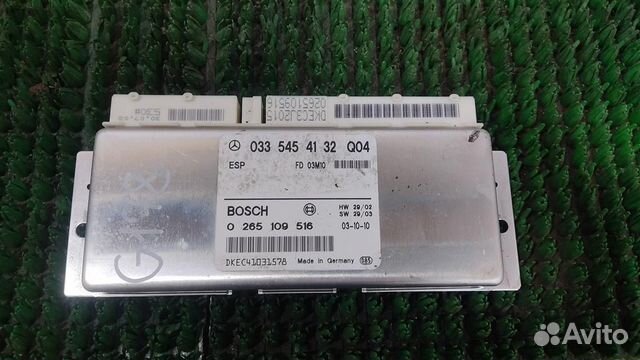 DKEC3J2015
0265109516
033 545 41 32 Q04
ESP FD 03M10
BOSCH HW 29/02
SW 29/03
0 265 109 516 03-10-10
DKEC41031578 Made in Germany
Avito